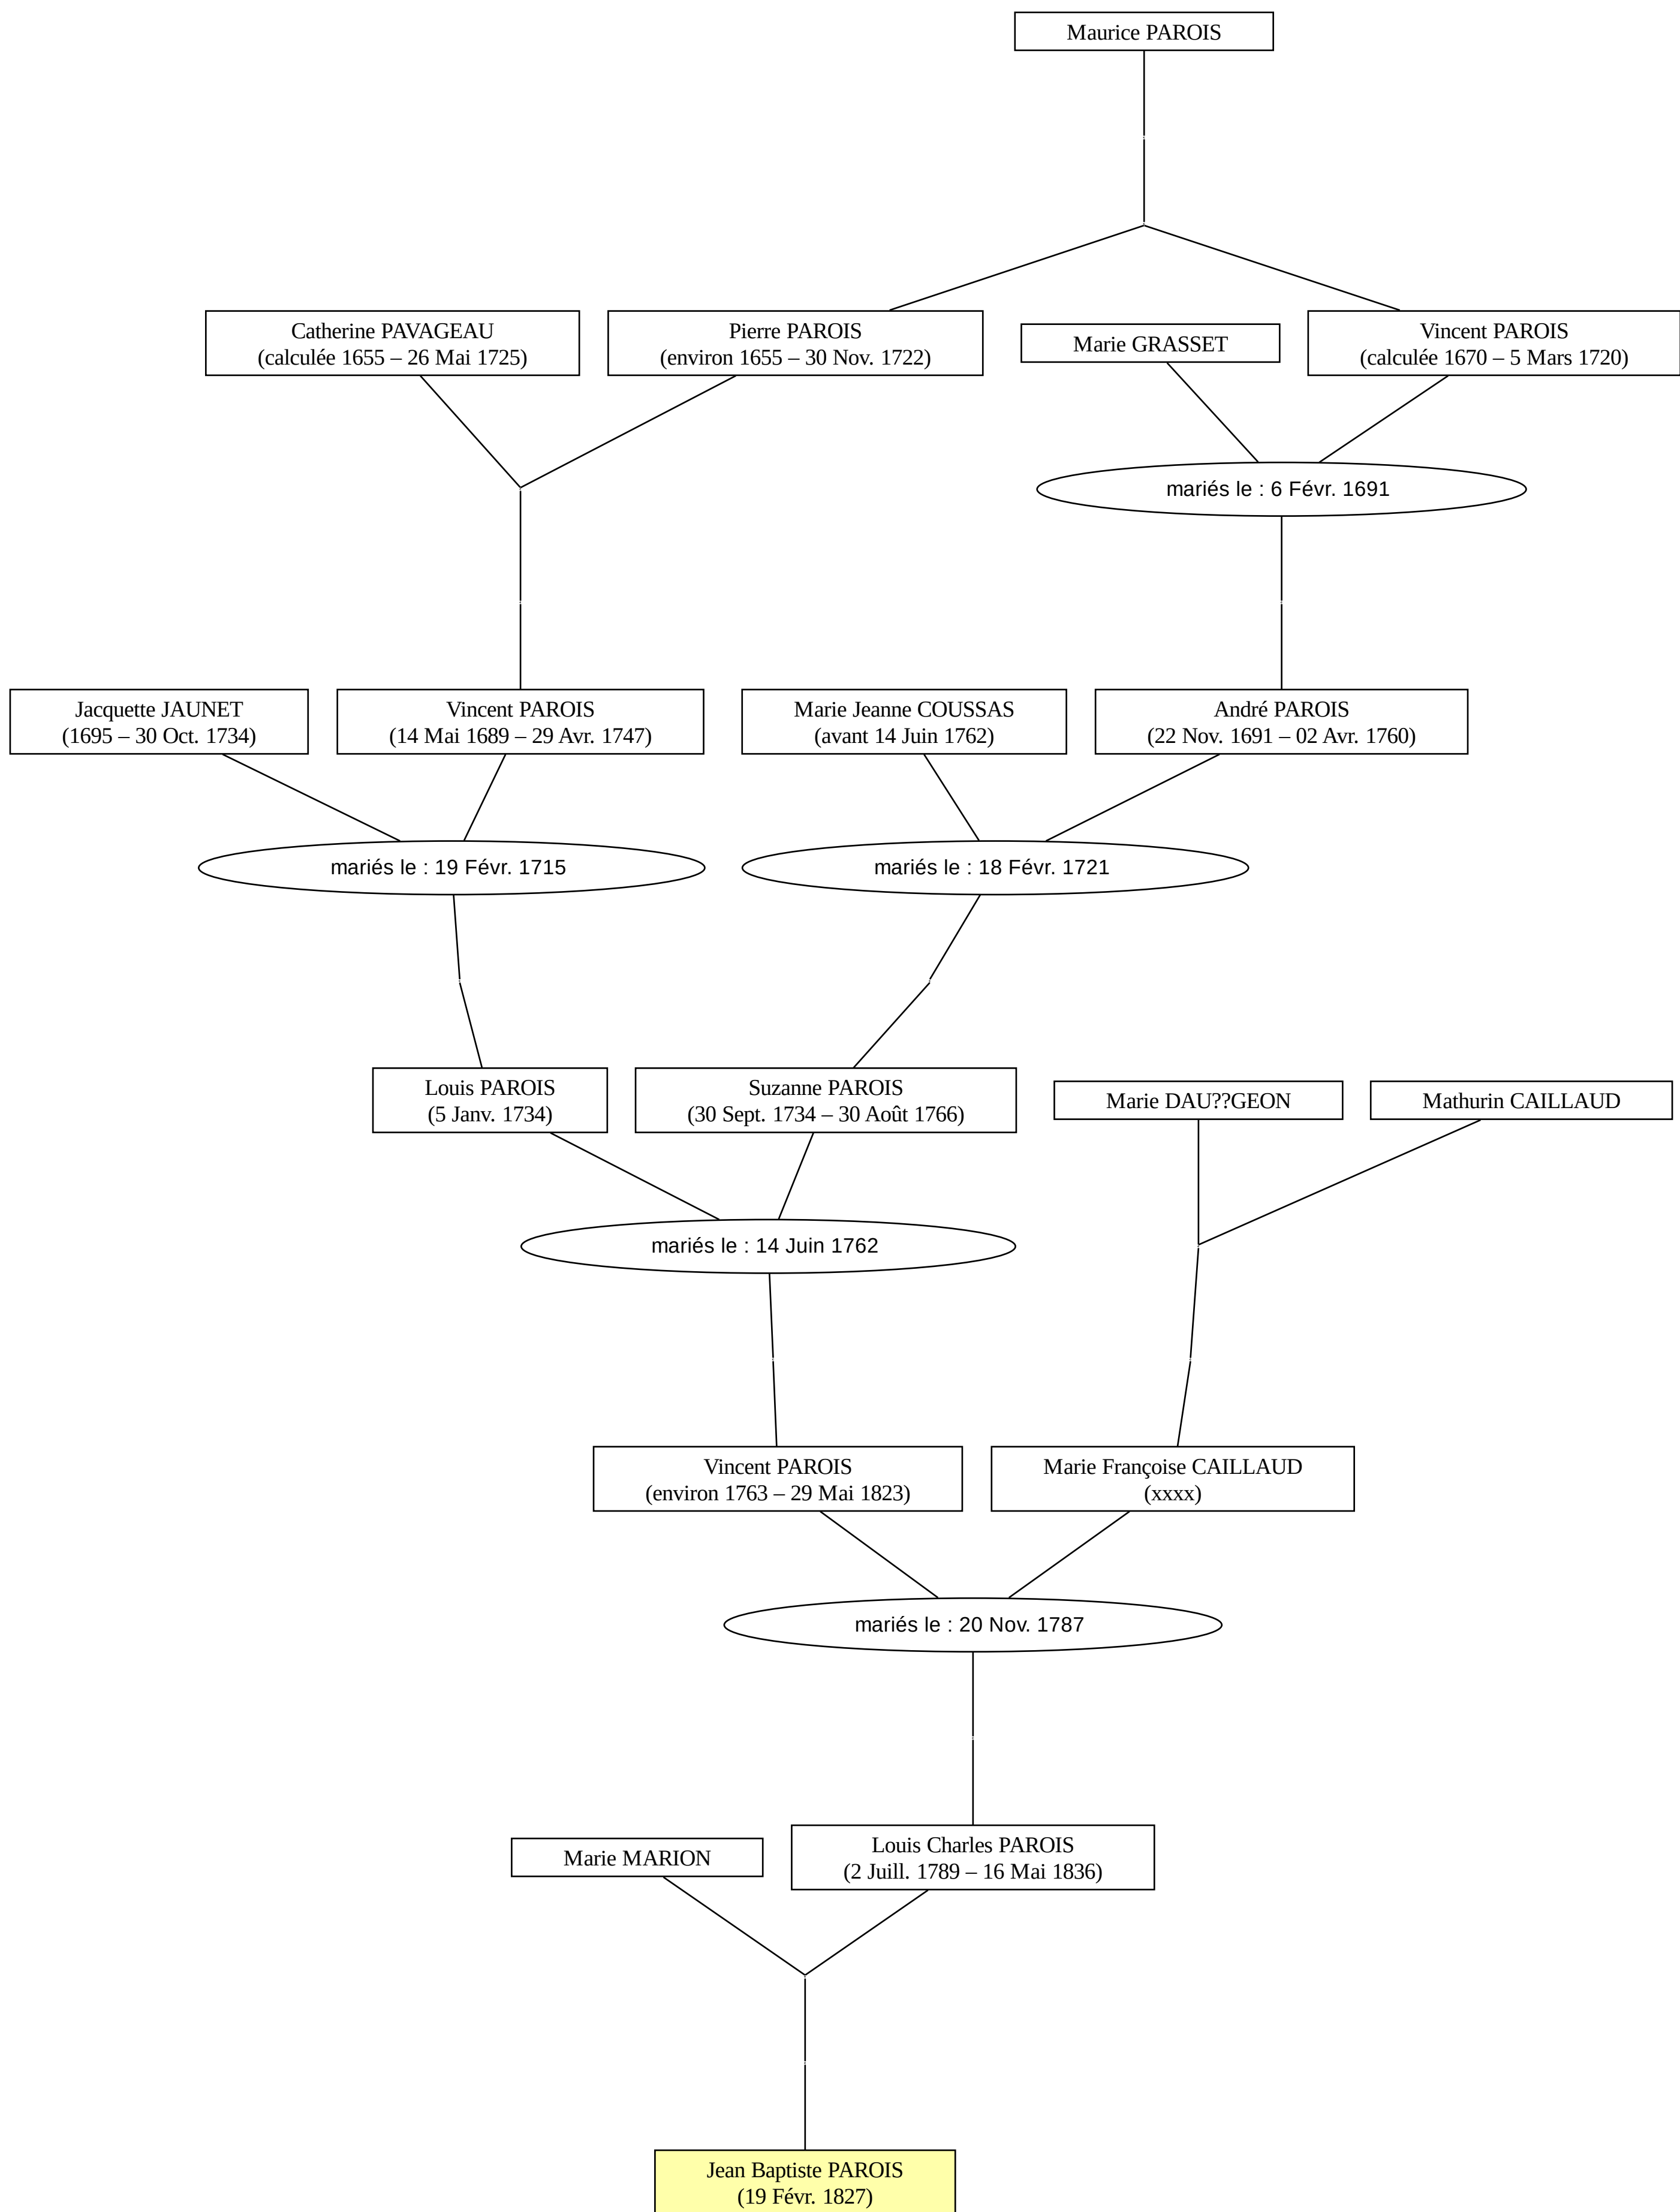 Maurice PAROIS
Catherine PAVAGEAU
(calculée 1655 – 26 Mai 1725)
Pierre PAROIS
(environ 1655 – 30 Nov. 1722)
Marie GRASSET
Vincent PAROIS
(calculée 1670 – 5 Mars 1720)
mariés le : 6 Févr. 1691
Jacquette JAUNET
(1695 – 30 Oct. 1734)
Vincent PAROIS
(14 Mai 1689 – 29 Avr. 1747)
Marie Jeanne COUSSAS
(avant 14 Juin 1762)
André PAROIS
(22 Nov. 1691 – 02 Avr. 1760)
mariés le : 19 Févr. 1715
mariés le : 18 Févr. 1721
Louis PAROIS
(5 Janv. 1734)
Suzanne PAROIS
(30 Sept. 1734 – 30 Août 1766)
Marie DAU??GEON
Mathurin CAILLAUD
mariés le : 14 Juin 1762
Vincent PAROIS
(environ 1763 – 29 Mai 1823)
Marie Françoise CAILLAUD
(xxxx)
mariés le : 20 Nov. 1787
Marie MARION
Louis Charles PAROIS
(2 Juill. 1789 – 16 Mai 1836)
Jean Baptiste PAROIS
(19 Févr. 1827)